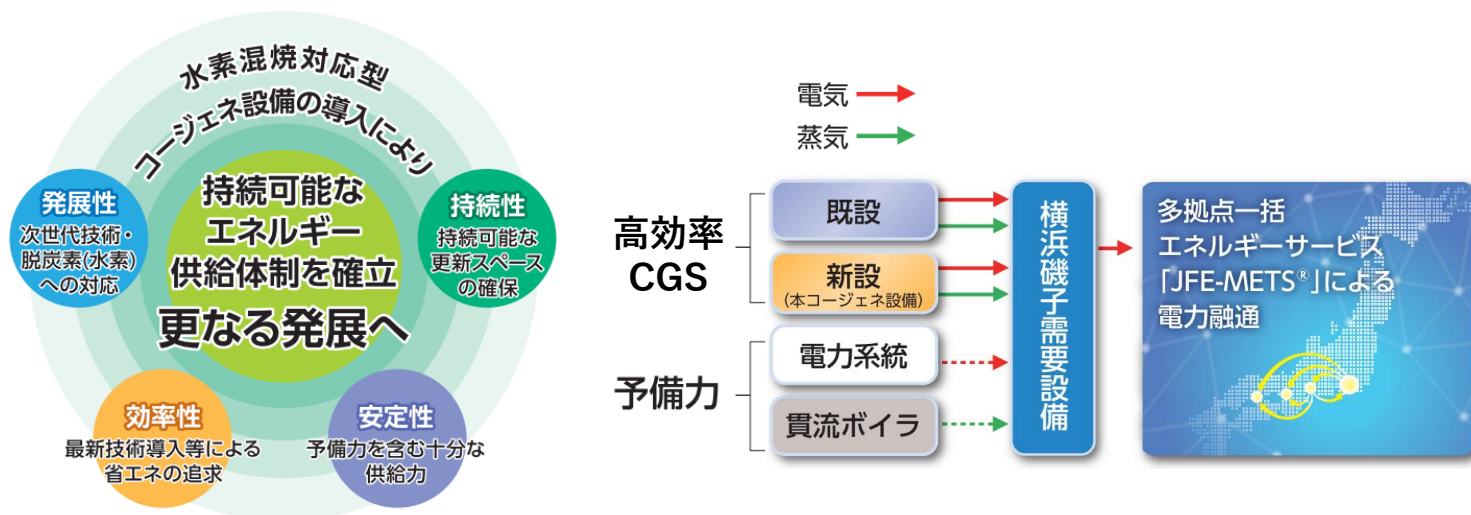 水素混焼対応型
コージェネ設備の導入により
持続可能な
エネルギー
供給体制を確立
更なる発展へ
発展性
次世代技術・
脱炭素(水素)
への対応
持続性
持続可能な
更新スペース
の確保
効率性
最新技術導入等による
省エネの追求
安定性
予備力を含む十分な
供給力
電気
蒸気
高効率
CGS
既設
新設
(本コージェネ設備)
予備力
電力系統
貫流ボイラ
横浜磯子需要設備
多拠点一括
エネルギーサービス
「JFE-METS®」による
電力融通